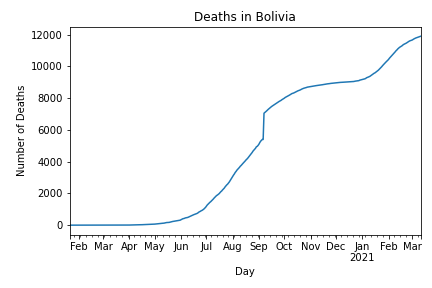 Deaths in Bolivia
12000
10000
8000
6000
4000
2000
0
Number of Deaths
Feb Mar Apr May Jun Jul Aug Sep Oct Nov Dec Jan Feb Mar
2021
Day